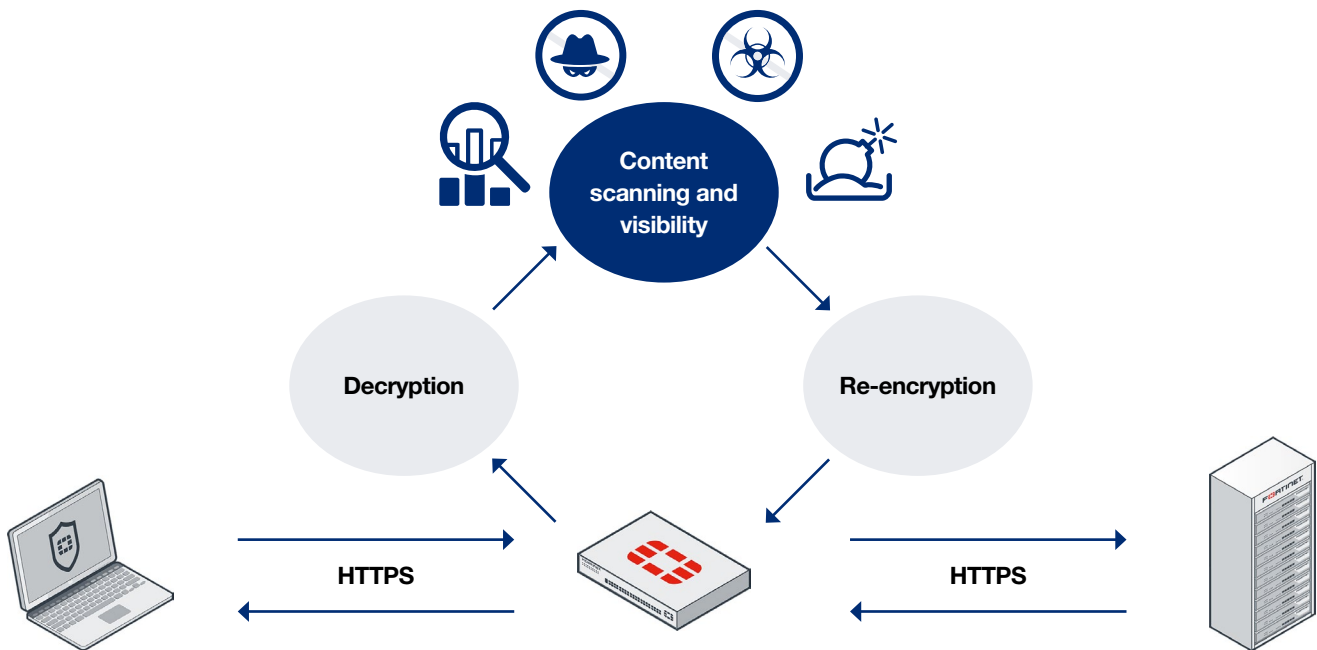 Content
scanning and
visibility
Decryption
Re-encryption
FORTINET
HTTPS
HTTPS